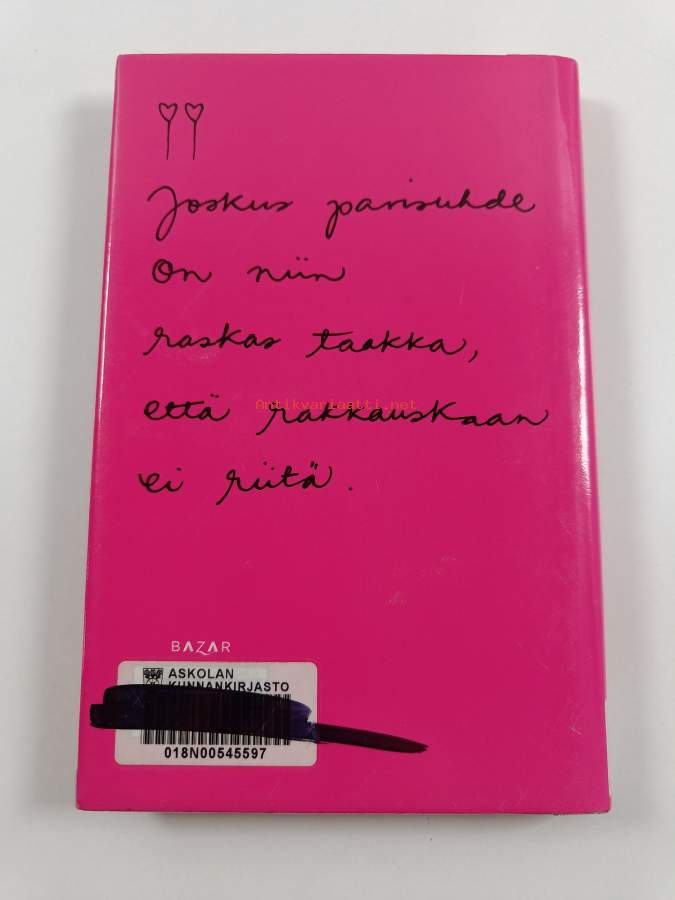 Joskus parisuhde
on niin
raskas taakka,
että rakkauskaan
ei riitä.
Antikvariaatti.net
BAZAR
ASKOLAN
KUNNANKIRJASTO
018N00545597